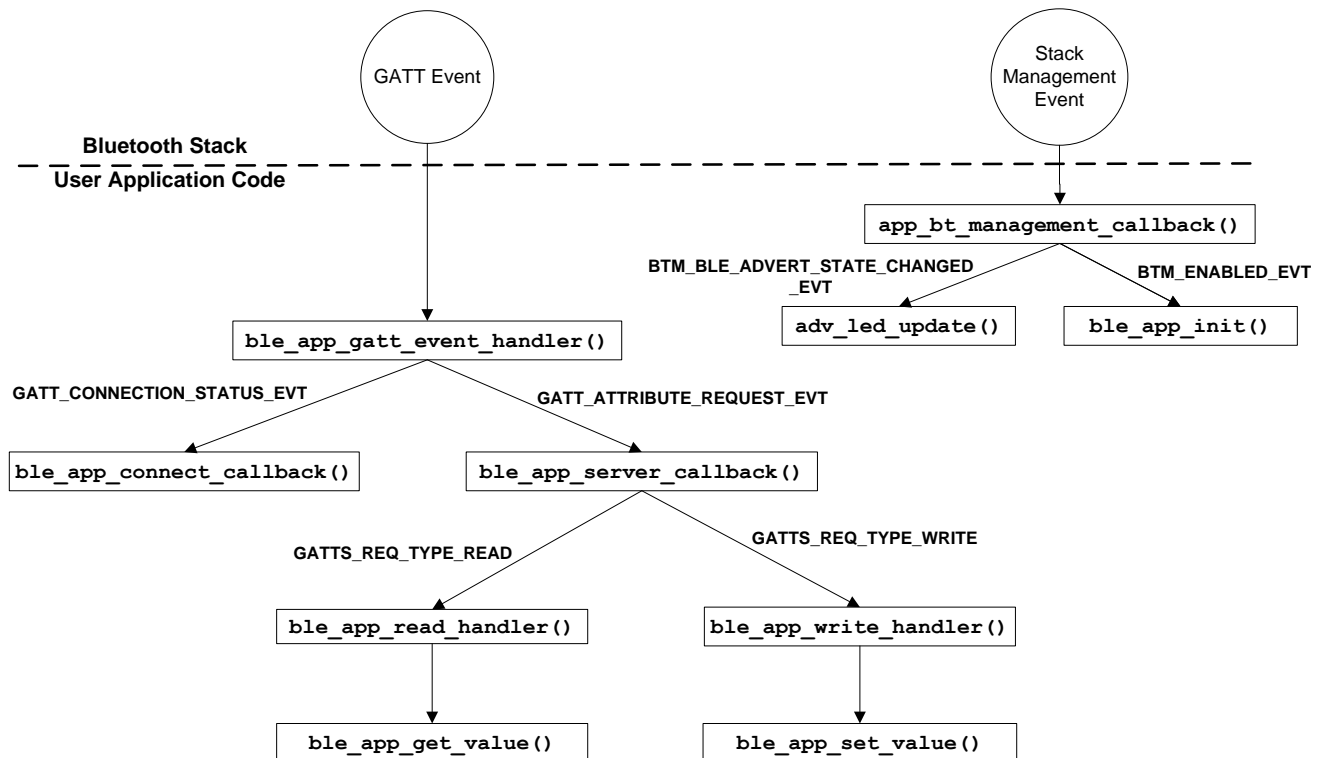 GATT Event
Stack
Management
Event
Bluetooth Stack
User Application Code
app_bt_management_callback()
BTM_BLE_ADVERT_STATE_CHANGED
_EVT
BTM_ENABLED_EVT
adv_led_update()
ble_app_init()
ble_app_gatt_event_handler()
GATT_CONNECTION_STATUS_EVT
GATT_ATTRIBUTE_REQUEST_EVT
ble_app_connect_callback()
ble_app_server_callback()
GATTS_REQ_TYPE_READ
GATTS_REQ_TYPE_WRITE
ble_app_read_handler()
ble_app_write_handler()
ble_app_get_value()
ble_app_set_value()